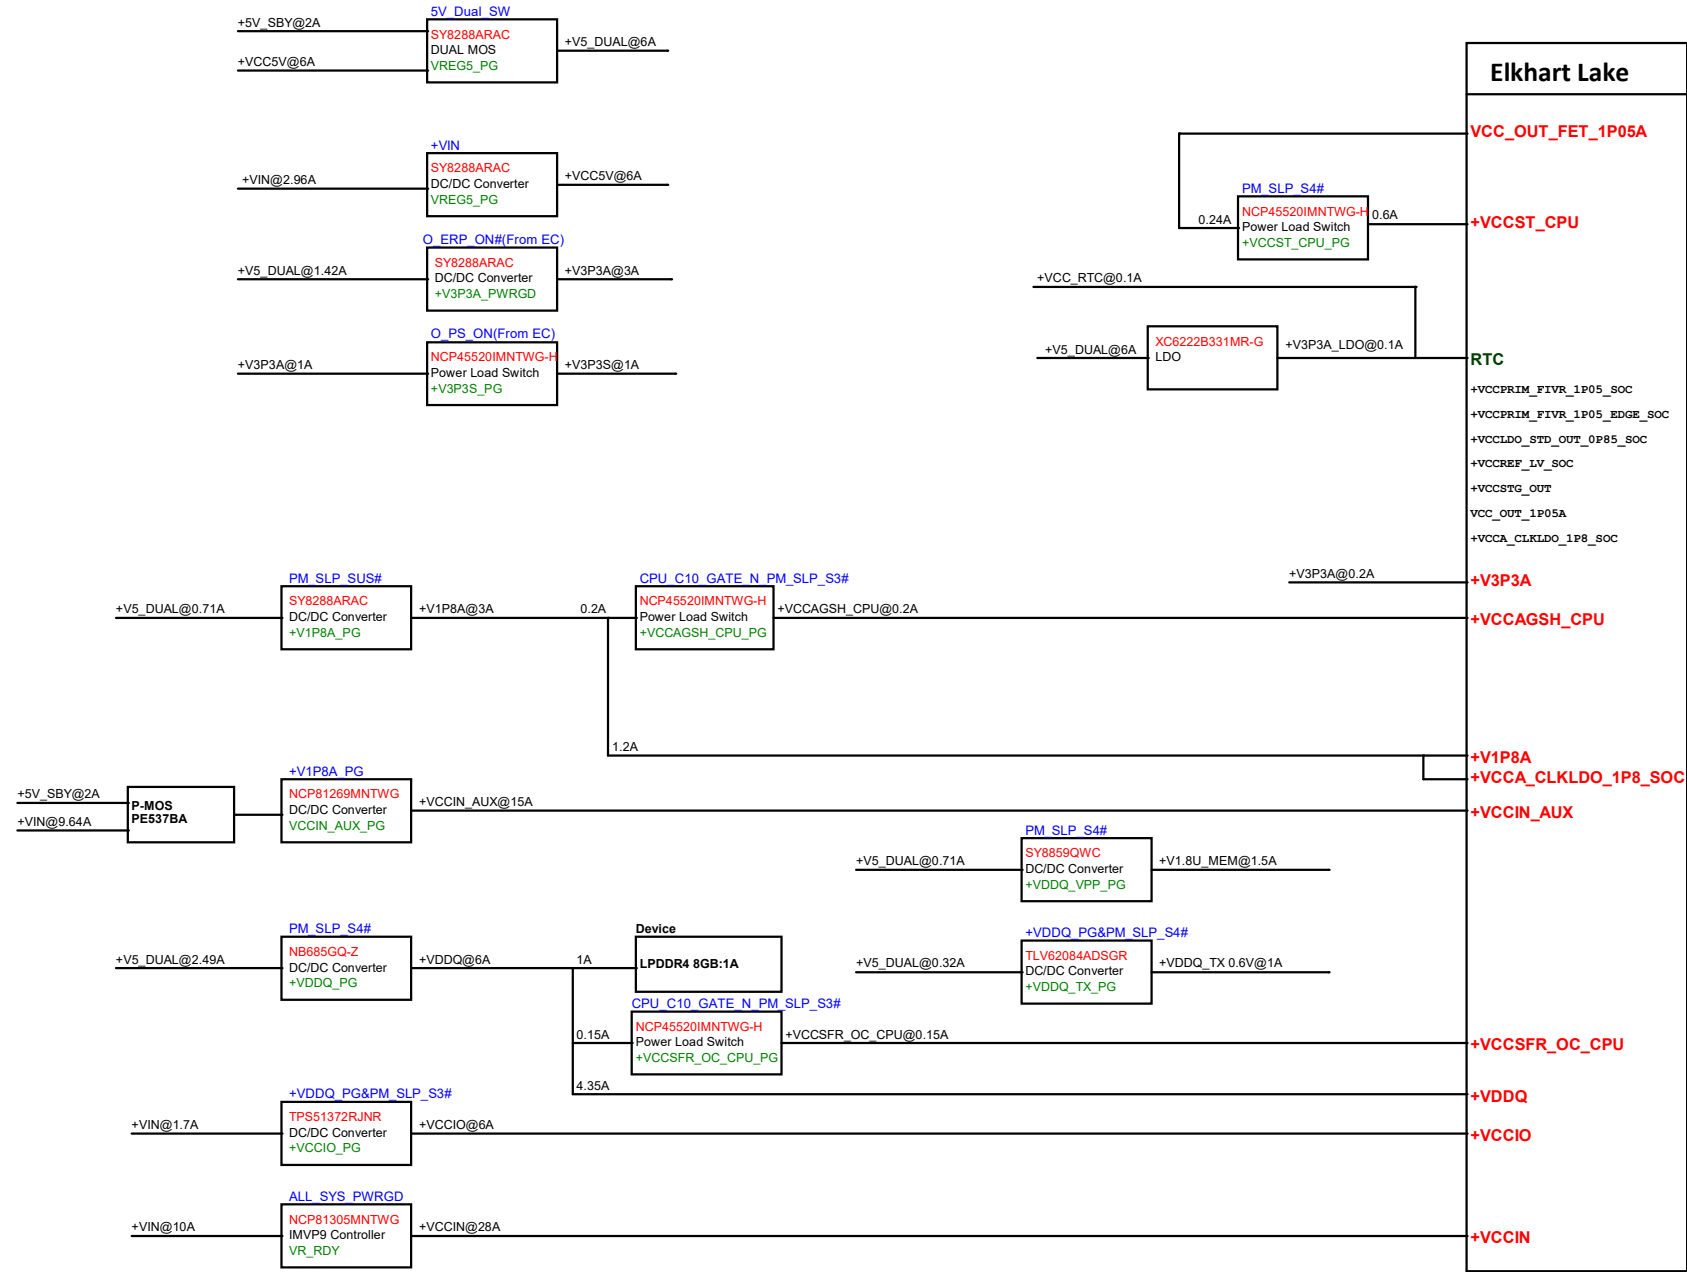 5V_Dual_SW
+5V_SBY@2A
SY8288ARAC
DUAL MOS
VREG5_PG
+V5_DUAL@6A
+VCC5V@6A
+VIN
+VIN@2.96A
SY8288ARAC
DC/DC Converter
VREG5_PG
+VCC5V@6A
O_ERP_ON#(From EC)
+V5_DUAL@1.42A
SY8288ARAC
DC/DC Converter
+V3P3A_PWRGD
+V3P3A@3A
O_PS_ON(From EC)
+V3P3A@1A
NCP45520IMNTWG-H
Power Load Switch
+V3P3S_PG
+V3P3S@1A
Elkhart Lake
VCC_OUT_FET_1P05A
PM_SLP_S4#
0.24A
NCP45520IMNTWG-H
Power Load Switch
+VCCST_CPU_PG
0.6A
+VCCST_CPU
+VCC_RTC@0.1A
+V5_DUAL@6A
XC6222B331MR-G
LDO
+V3P3A_LDO@0.1A
RTC
+VCCPRIM_FIVR_1P05_SOC
+VCCPRIM_FIVR_1P05_EDGE_SOC
+VCCLDO_STD_OUT_0P85_SOC
+VCCREF_LV_SOC
+VCCSTG_OUT
VCC_OUT_1P05A
+VCCA_CLKLDO_1P8_SOC
+V3P3A@0.2A
+V3P3A
PM_SLP_SUS#
+V5_DUAL@0.71A
SY8288ARAC
DC/DC Converter
+V1P8A_PG
+V1P8A@3A
0.2A
CPU_C10_GATE_N_PM_SLP_S3#
NCP45520IMNTWG-H
Power Load Switch
+VCCAGSH_CPU_PG
+VCCAGSH_CPU@0.2A
+VCCAGSH_CPU
1.2A
+V1P8A
+VCCA_CLKLDO_1P8_SOC
+5V_SBY@2A
+VIN@9.64A
P-MOS
PE537BA
+V1P8A_PG
NCP81269MNTWG
DC/DC Converter
VCCIN_AUX_PG
+VCCIN_AUX@15A
+VCCIN_AUX
PM_SLP_S4#
+V5_DUAL@0.71A
SY8859QWC
DC/DC Converter
+VDDQ_VPP_PG
+V1.8U_MEM@1.5A
PM_SLP_S4#
+V5_DUAL@2.49A
NB685GQ-Z
DC/DC Converter
+VDDQ_PG
+VDDQ@6A
1A
Device
LPDDR4 8GB:1A
+VDDQ_PG&PM_SLP_S4#
+V5_DUAL@0.32A
TLV62084ADSGR
DC/DC Converter
+VDDQ_TX_PG
+VDDQ_TX 0.6V@1A
CPU_C10_GATE_N_PM_SLP_S3#
0.15A
NCP45520IMNTWG-H
Power Load Switch
+VCCSFR_OC_CPU_PG
+VCCSFR_OC_CPU@0.15A
+VCCSFR_OC_CPU
4.35A
+VDDQ
+VDDQ_PG&PM_SLP_S3#
+VIN@1.7A
TPS51372RJNR
DC/DC Converter
+VCCIO_PG
+VCCIO@6A
+VCCIO
ALL_SYS_PWRGD
+VIN@10A
NCP81305MNTWG
IMVP9 Controller
VR_RDY
+VCCIN@28A
+VCCIN